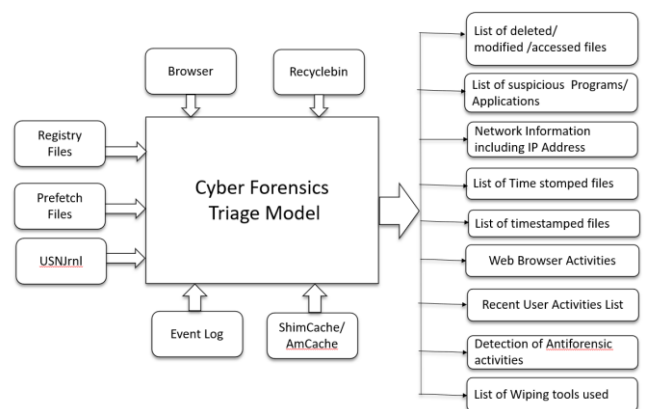 Browser
Recyclebin
Registry
Files
Prefetch
Files
USNJrnl
Cyber Forensics
Triage Model
Event Log
ShimCache/
AmCache
List of deleted/
modified /accessed files
List of suspicious Programs/
Applications
Network Information
including IP Address
List of Time stomped files
List of timestamped files
Web Browser Activities
Recent User Activities List
Detection of Antiforensic
activities
List of Wiping tools used